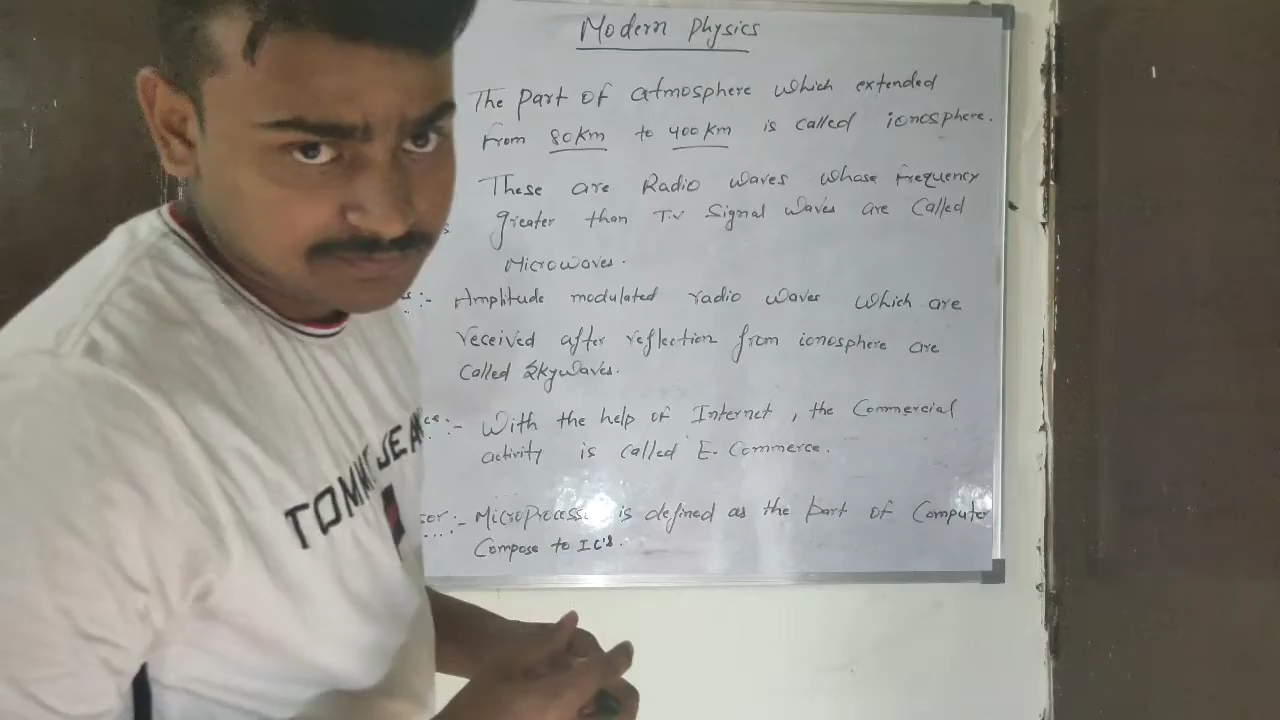 Modern Physics
The part of atmosphere which extended
from 80km to 400km is called ionosphere.
These are Radio waves whose frequency
greater than T.V Signal waves are called
Microwaves.
s:- Amplitude modulated radio waves which are
received after reflection from ionosphere are
called Skywaves.
ce:- With the help of Internet, the Commercial
activity is called E-Commerce.
sor:- Microprocessor is defined as the part of Computer
Compose to IC's.
TOMMY JEANS